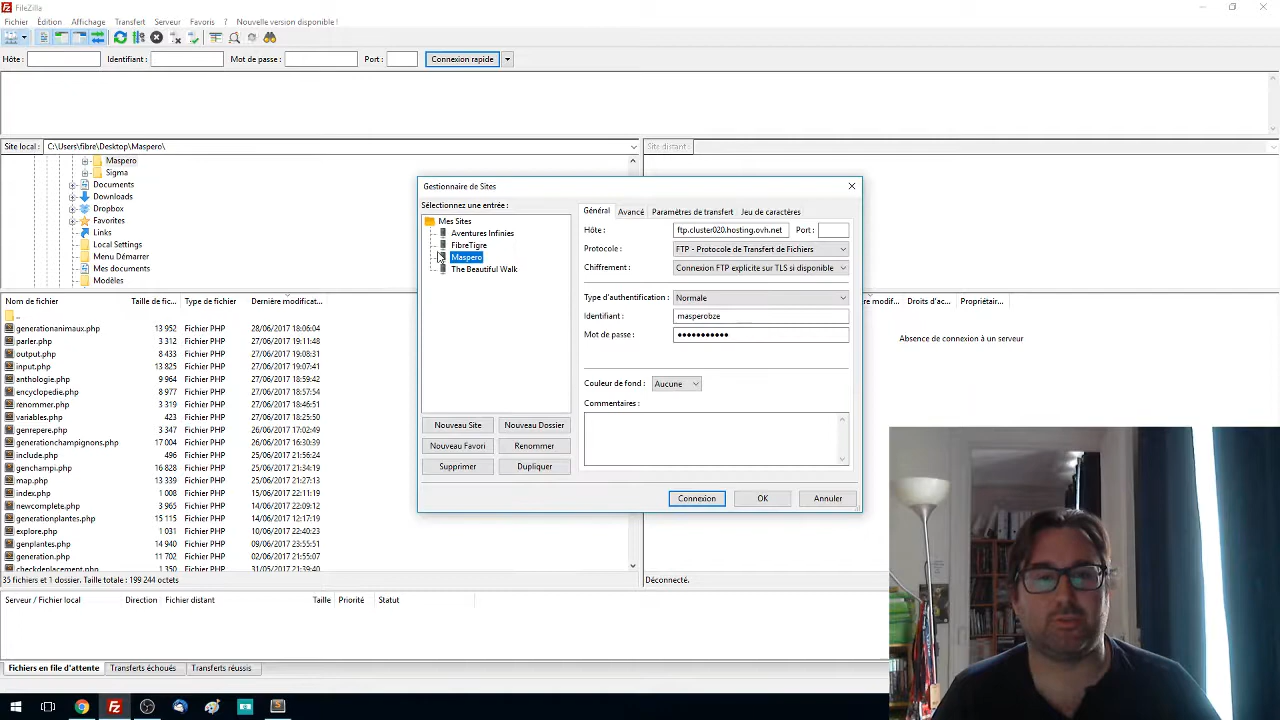 FileZilla
Fichier Édition Affichage Transfert Serveur Favoris ? Nouvelle version disponible !
Hôte : Identifiant : Mot de passe : Port : Connexion rapide
Site local : C:\Users\fibre\Desktop\Maspero\ Site distant :
Maspero
Sigma
Documents
Downloads
Dropbox
Favorites
Links
Local Settings
Menu Démarrer
Mes documents
Modèles
Gestionnaire de Sites
Sélectionnez une entrée :
Mes Sites
Aventures Infinies
FibreTigre
Maspero
The Beautiful Walk
Nouveau Site Nouveau Dossier
Nouveau Favori Renommer
Supprimer Dupliquer
Général Avancé Paramètres de transfert Jeu de caractères
Hôte : ftp.cluster020.hosting.ovh.net Port :
Protocole : FTP - Protocole de Transfert de Fichiers
Chiffrement : Connexion FTP explicite sur TLS si disponible
Type d'authentification : Normale
Identifiant : masperobze
Mot de passe : ●●●●●●●●●●●
Couleur de fond : Aucune
Commentaires :
Connexion OK Annuler
Nom de fichier Taille de fic... Type de fichier Dernière modificat...
..
generationanimaux.php 13 952 Fichier PHP 28/06/2017 18:06:04
parler.php 3 312 Fichier PHP 27/06/2017 19:11:48
output.php 8 433 Fichier PHP 27/06/2017 19:08:31
input.php 13 825 Fichier PHP 27/06/2017 19:07:41
anthologie.php 9 964 Fichier PHP 27/06/2017 18:59:42
encyclopedie.php 8 977 Fichier PHP 27/06/2017 18:57:54
renommer.php 3 319 Fichier PHP 27/06/2017 18:46:51
variables.php 423 Fichier PHP 27/06/2017 18:25:50
genrepere.php 3 347 Fichier PHP 26/06/2017 17:02:49
generationchampignons.php 17 004 Fichier PHP 26/06/2017 16:30:39
include.php 496 Fichier PHP 25/06/2017 21:56:24
genchampi.php 16 828 Fichier PHP 25/06/2017 21:34:19
map.php 13 339 Fichier PHP 25/06/2017 21:27:13
index.php 1 008 Fichier PHP 15/06/2017 22:11:19
newcomplete.php 3 965 Fichier PHP 14/06/2017 22:09:20
generationplantes.php 15 115 Fichier PHP 14/06/2017 12:17:19
explore.php 1 031 Fichier PHP 10/06/2017 22:40:23
genplantes.php 14 940 Fichier PHP 09/06/2017 23:55:51
generation.php 11 702 Fichier PHP 02/06/2017 21:55:07
checkdeplacement.php 1 034 Fichier PHP 31/05/2017 21:39:40
re modif... Droits d'ac... Propriétair...
Absence de connexion à un serveur
35 fichiers et 1 dossier. Taille totale : 199 244 octets
Déconnecté.
Serveur / Fichier local Direction Fichier distant Taille Priorité Statut
Fichiers en file d'attente Transferts échoués Transferts réussis